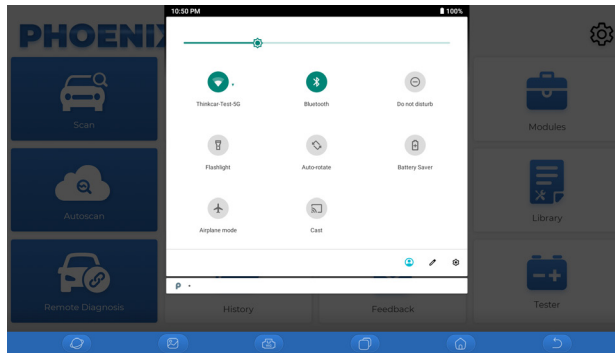 10:50 PM 100%
PHOENIX
Thinkcar-Test-5G Bluetooth Do not disturb
Scan Modules
Flashlight Auto-rotate Battery Saver
Autoscan Library
Airplane mode Cast
Remote Diagnosis History Feedback Tester